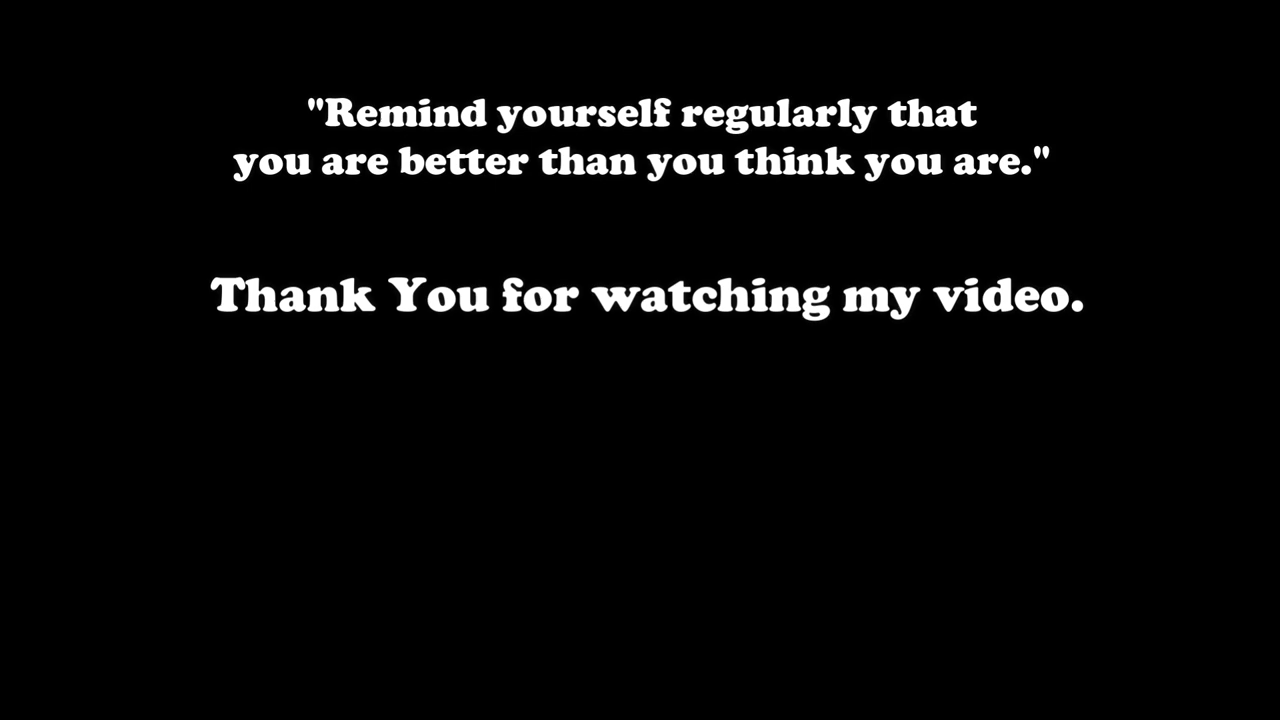 "Remind yourself regularly that
you are better than you think you are."
Thank You for watching my video.